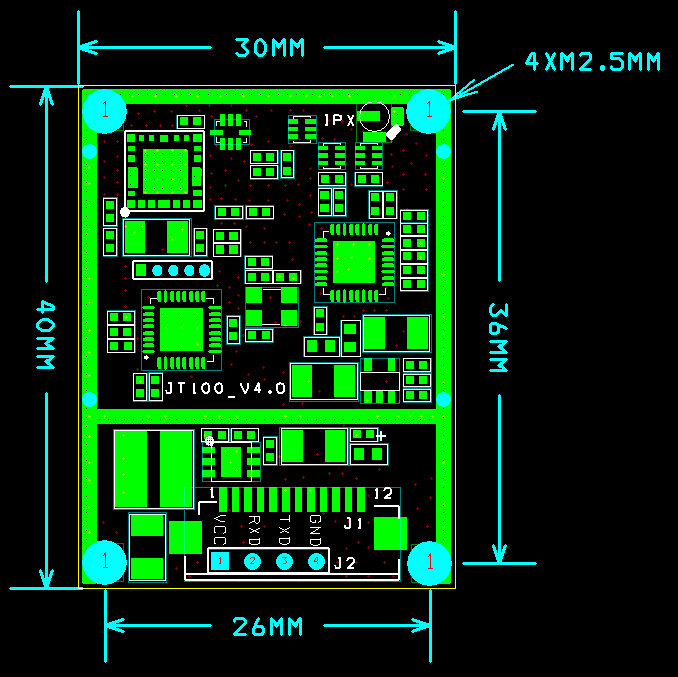 30MM
4XM2.5MM
1
1
IPX
40MM
36MM
JT100_V4.0
+
1
12
VCC
RXD
TXD
GND
J1
1
1 2 3 4
J2
1
26MM